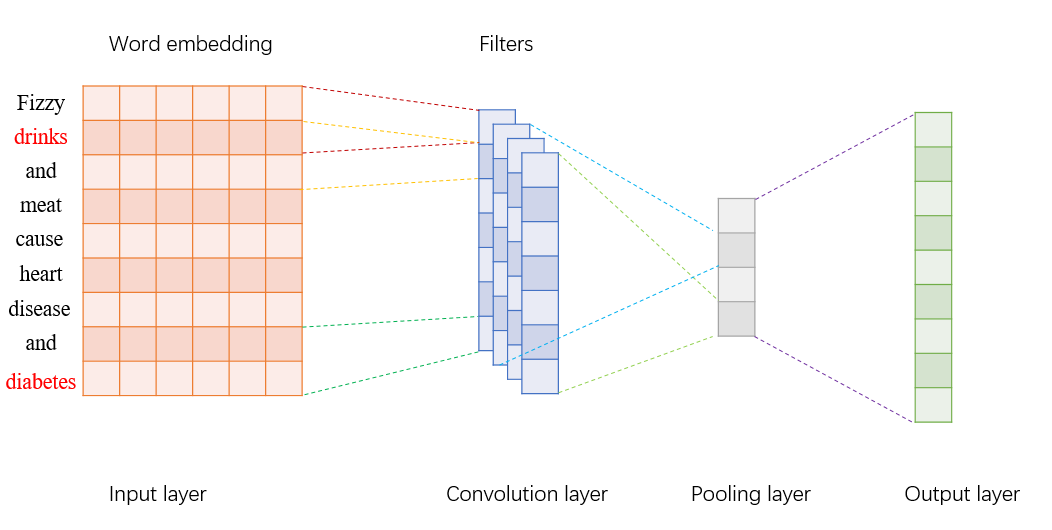 Word embedding
Filters
Fizzy
drinks
and
meat
cause
heart
disease
and
diabetes
Input layer
Convolution layer
Pooling layer
Output layer